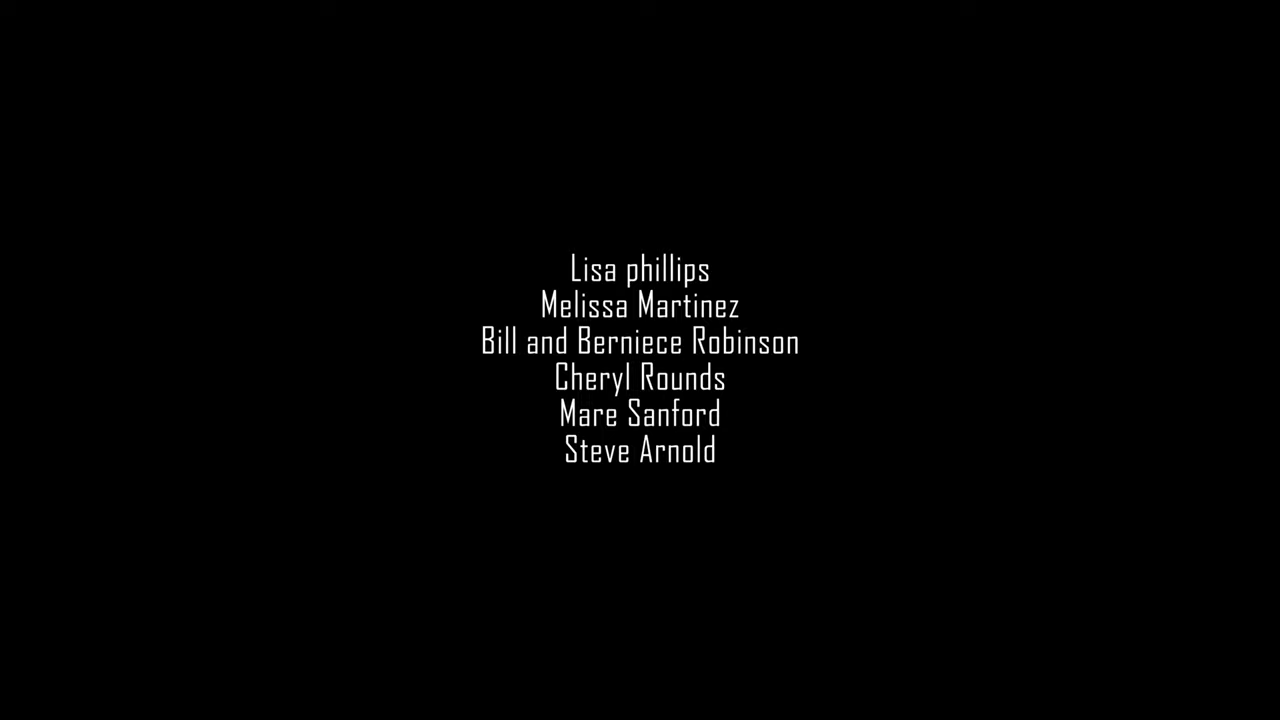 Lisa phillips
Melissa Martinez
Bill and Berniece Robinson
Cheryl Rounds
Mare Sanford
Steve Arnold